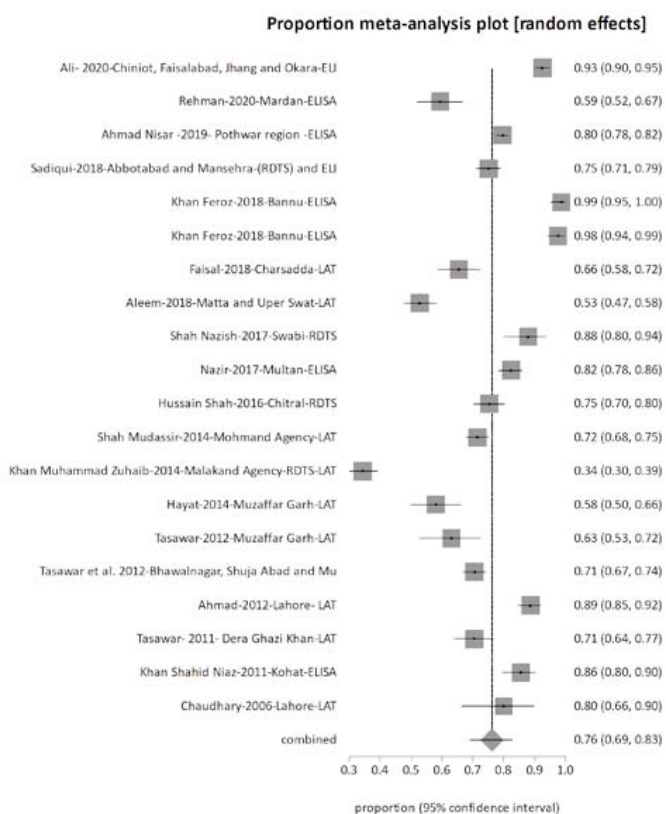 Proportion meta-analysis plot [random effects]
Ali- 2020-Chiniot, Faisalabad, Jhang and Okara-ELI 0.93 (0.90, 0.95)
Rehman-2020-Mardan-ELISA 0.59 (0.52, 0.67)
Ahmad Nisar -2019- Pothwar region -ELISA 0.80 (0.78, 0.82)
Sadiqui-2018-Abbotabad and Mansehra-(RDTS) and ELI 0.75 (0.71, 0.79)
Khan Feroz-2018-Bannu-ELISA 0.99 (0.95, 1.00)
Khan Feroz-2018-Bannu-ELISA 0.98 (0.94, 0.99)
Faisal-2018-Charsadda-LAT 0.66 (0.58, 0.72)
Aleem-2018-Matta and Uper Swat-LAT 0.53 (0.47, 0.58)
Shah Nazish-2017-Swabi-RDTS 0.88 (0.80, 0.94)
Nazir-2017-Multan-ELISA 0.82 (0.78, 0.86)
Hussain Shah-2016-Chitral-RDTS 0.75 (0.70, 0.80)
Shah Mudassir-2014-Mohmand Agency-LAT 0.72 (0.68, 0.75)
Khan Muhammad Zuhaib-2014-Malakand Agency-RDTS-LAT 0.34 (0.30, 0.39)
Hayat-2014-Muzaffar Garh-LAT 0.58 (0.50, 0.66)
Tasawar-2012-Muzaffar Garh-LAT 0.63 (0.53, 0.72)
Tasawar et al. 2012-Bhawalnagar, Shuja Abad and Mu 0.71 (0.67, 0.74)
Ahmad-2012-Lahore- LAT 0.89 (0.85, 0.92)
Tasawar- 2011- Dera Ghazi Khan-LAT 0.71 (0.64, 0.77)
Khan Shahid Niaz-2011-Kohat-ELISA 0.86 (0.80, 0.90)
Chaudhary-2006-Lahore-LAT 0.80 (0.66, 0.90)
combined 0.76 (0.69, 0.83)
0.3 0.4 0.5 0.6 0.7 0.8 0.9 1.0
proportion (95% confidence interval)